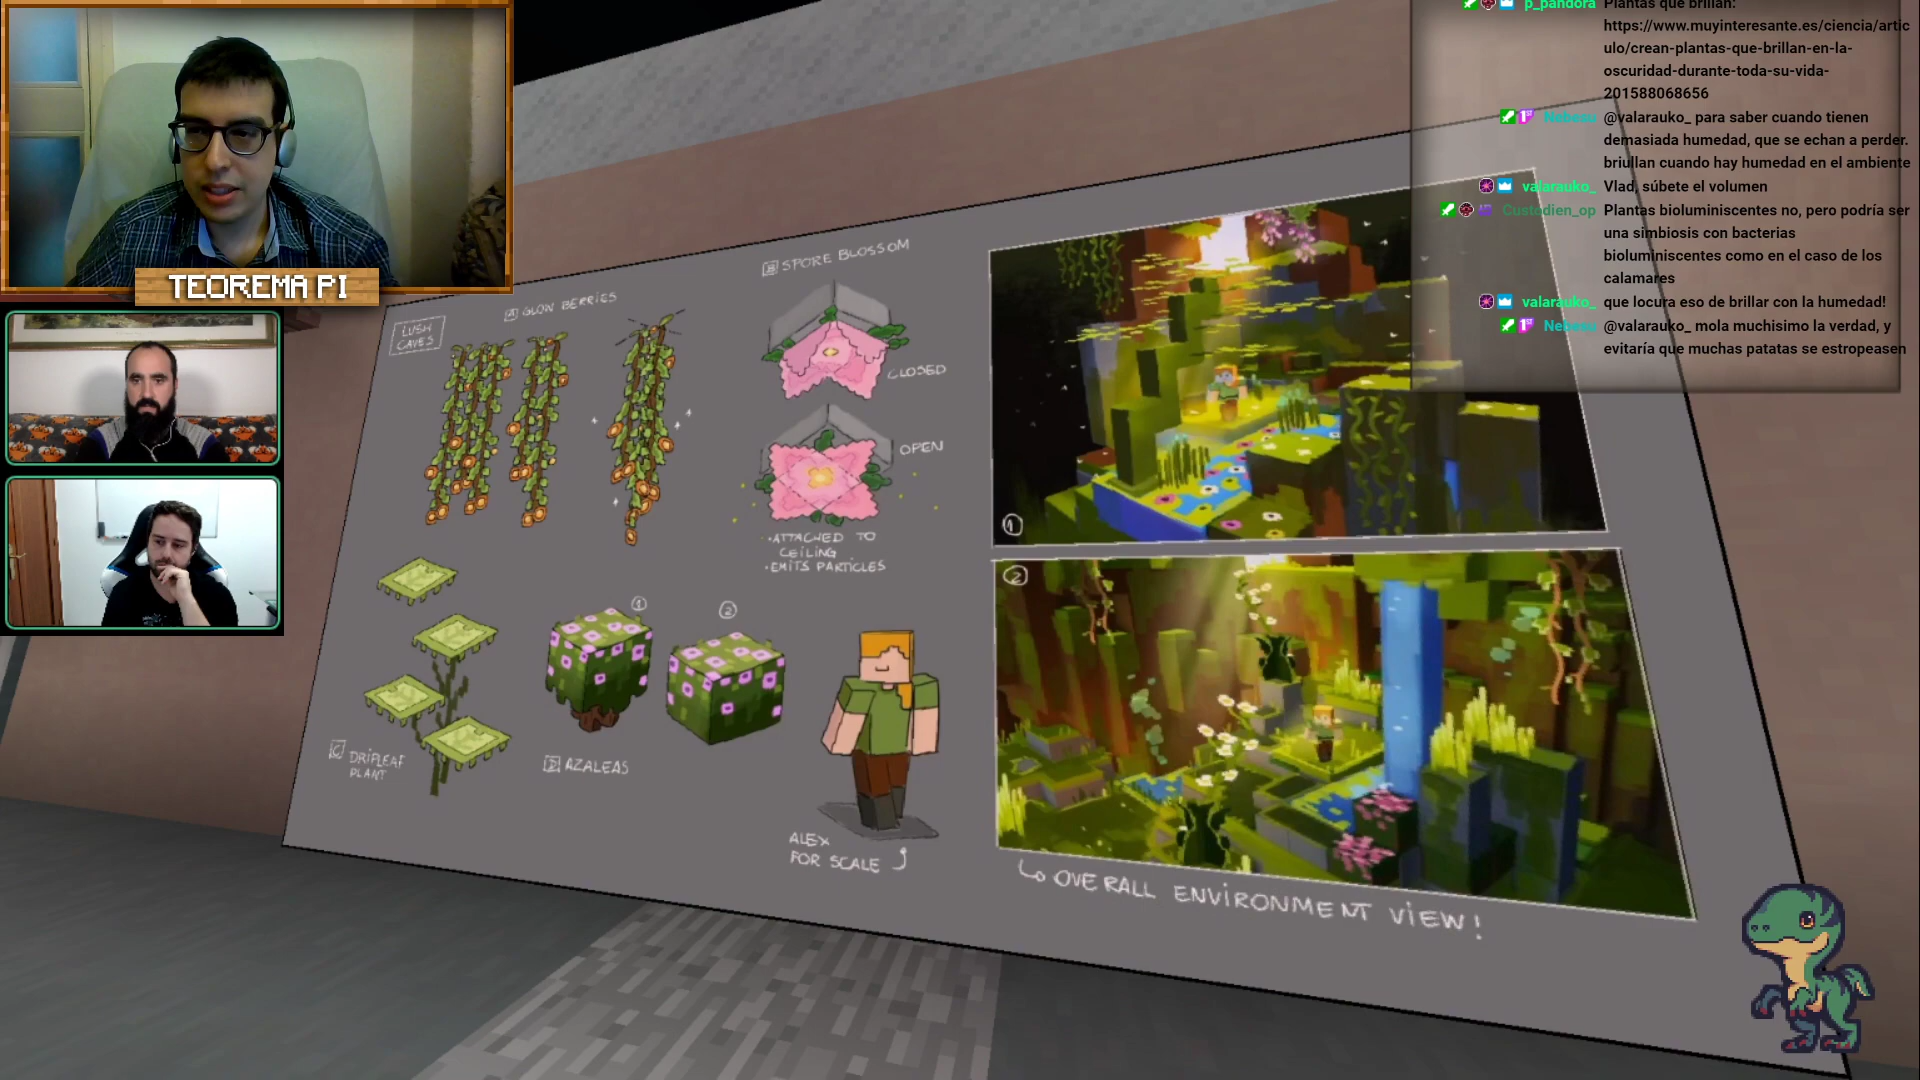 TEOREMA PI
p_pandora Plantas que brillan:
https://www.muyinteresante.es/ciencia/artic
ulo/crean-plantas-que-brillan-en-la-
oscuridad-durante-toda-su-vida-
201588068656
@valarauko_ para saber cuando tienen
demasiada humedad, que se echan a perder.
briullan cuando hay humedad en el ambiente
valarauko_ Vlad, súbete el volumen
Custodien_op Plantas bioluminiscentes no, pero podría ser
una simbiosis con bacterias
bioluminiscentes como en el caso de los
calamares
valarauko_ que locura eso de brillar con la humedad!
@valarauko_ mola muchisimo la verdad, y
evitaría que muchas patatas se estropeasen
LUSH
CAVES
A GLOW BERRIES
B SPORE BLOSSOM
CLOSED
OPEN
•ATTACHED TO
CEILING
•EMITS PARTICLES
C DRIPLEAF
PLANT
1
2
D AZALEAS
ALEX
FOR SCALE
1
2
OVERALL ENVIRONMENT VIEW!